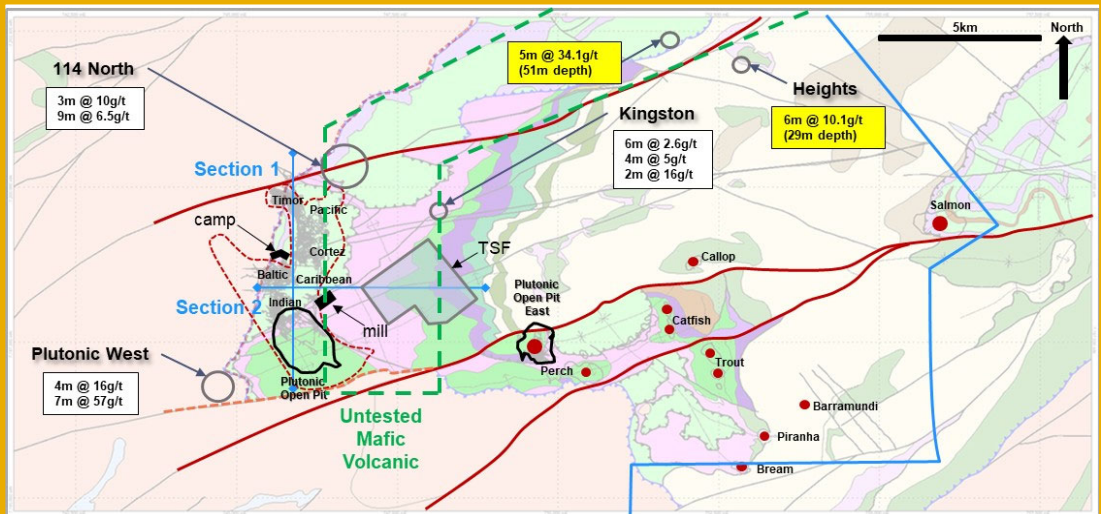 114 North
3m @ 10g/t
9m @ 6.5g/t
5m @ 34.1g/t
(51m depth)
5km
North
Heights
6m @ 10.1g/t
(29m depth)
Kingston
6m @ 2.6g/t
4m @ 5g/t
2m @ 16g/t
Section 1
Timor
Pacific
camp
Cortez
TSF
Salmon
Callop
Baltic
Caribbean
Section 2
Indian
mill
Plutonic
Open Pit
East
Catfish
Perch
Trout
Plutonic West
4m @ 16g/t
7m @ 57g/t
Plutonic
Open Pit
Untested
Mafic
Volcanic
Barramundi
Piranha
Bream